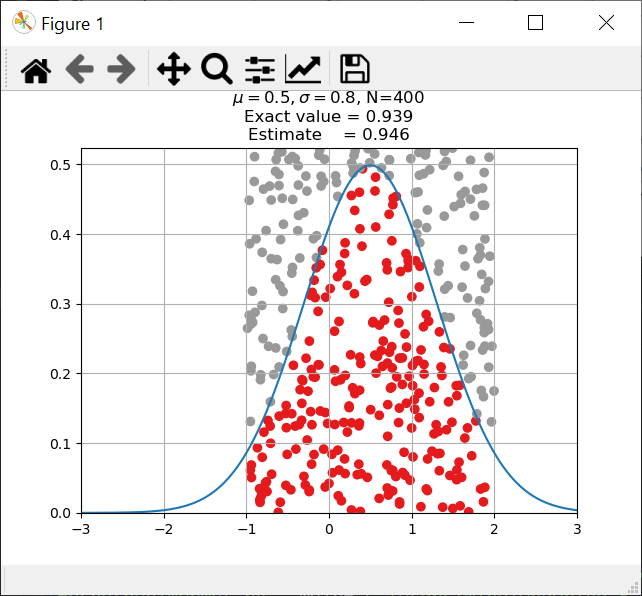 Figure 1
μ = 0.5, σ = 0.8, N=400
Exact value = 0.939
Estimate    = 0.946
0.5
0.4
0.3
0.2
0.1
0.0
−3 −2 −1 0 1 2 3